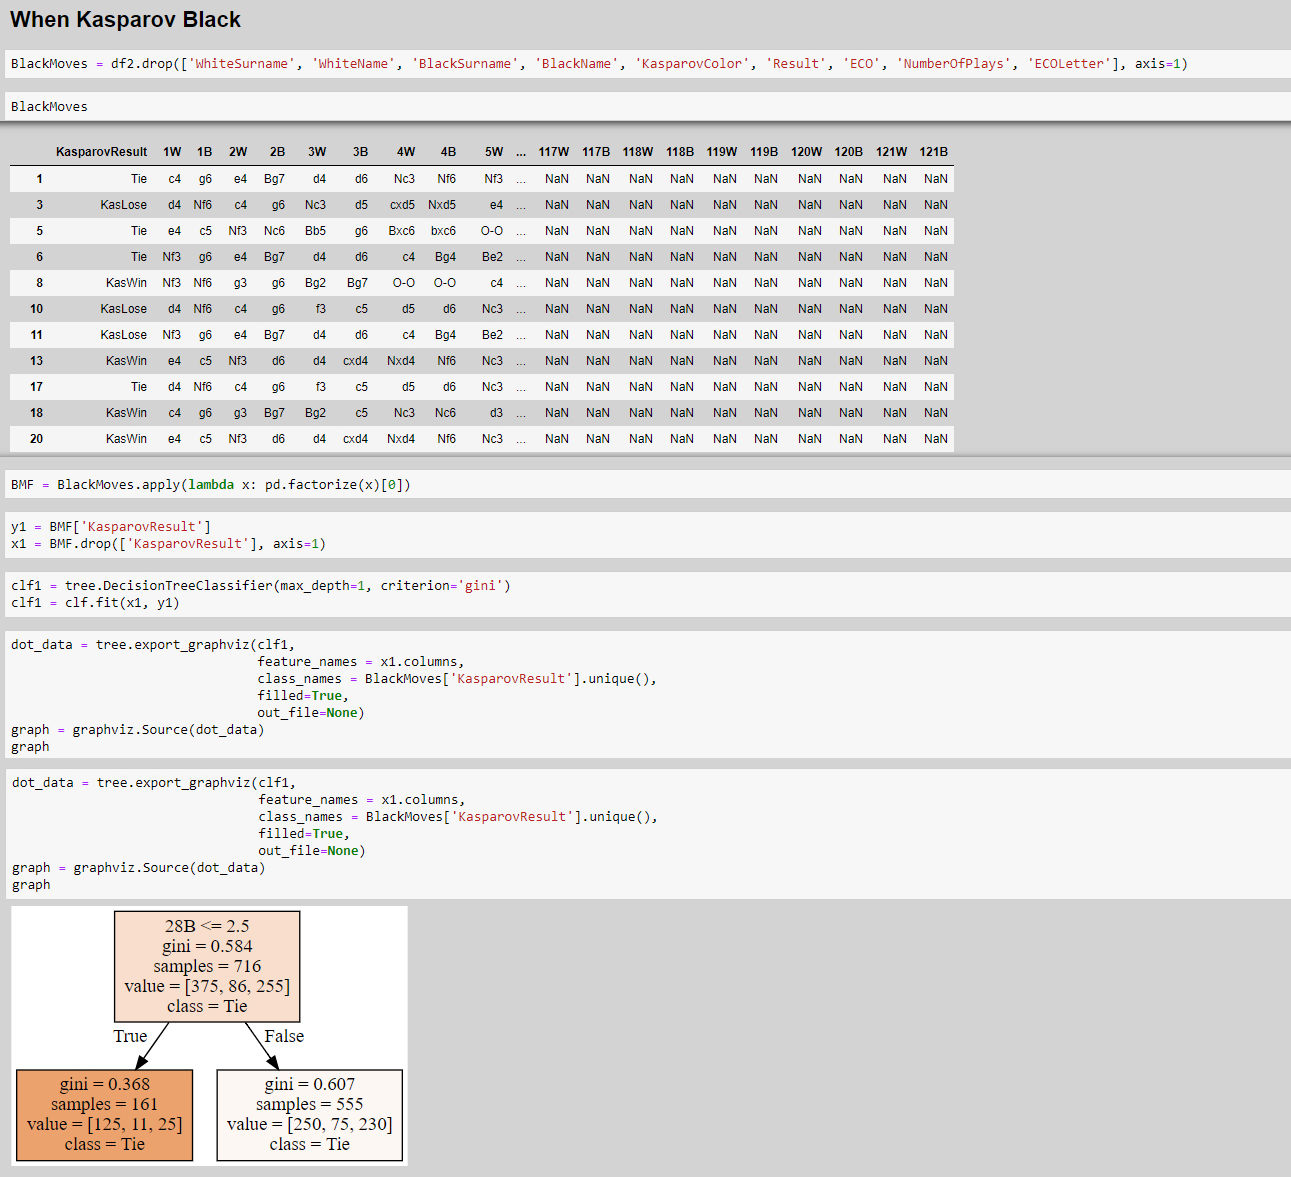 When Kasparov Black
BlackMoves = df2.drop(['WhiteSurname', 'WhiteName', 'BlackSurname', 'BlackName', 'KasparovColor', 'Result', 'ECO', 'NumberOfPlays', 'ECOLetter'], axis=1)
BlackMoves
KasparovResult 1W 1B 2W 2B 3W 3B 4W 4B 5W ... 117W 117B 118W 118B 119W 119B 120W 120B 121W 121B
1 Tie c4 g6 e4 Bg7 d4 d6 Nc3 Nf6 Nf3 ... NaN NaN NaN NaN NaN NaN NaN NaN NaN NaN
3 KasLose d4 Nf6 c4 g6 Nc3 d5 cxd5 Nxd5 e4 ... NaN NaN NaN NaN NaN NaN NaN NaN NaN NaN
5 Tie e4 c5 Nf3 Nc6 Bb5 g6 Bxc6 bxc6 O-O ... NaN NaN NaN NaN NaN NaN NaN NaN NaN NaN
6 Tie Nf3 g6 e4 Bg7 d4 d6 c4 Bg4 Be2 ... NaN NaN NaN NaN NaN NaN NaN NaN NaN NaN
8 KasWin Nf3 Nf6 g3 g6 Bg2 Bg7 O-O O-O c4 ... NaN NaN NaN NaN NaN NaN NaN NaN NaN NaN
10 KasLose d4 Nf6 c4 g6 f3 c5 d5 d6 Nc3 ... NaN NaN NaN NaN NaN NaN NaN NaN NaN NaN
11 KasLose Nf3 g6 e4 Bg7 d4 d6 c4 Bg4 Be2 ... NaN NaN NaN NaN NaN NaN NaN NaN NaN NaN
13 KasWin e4 c5 Nf3 d6 d4 cxd4 Nxd4 Nf6 Nc3 ... NaN NaN NaN NaN NaN NaN NaN NaN NaN NaN
17 Tie d4 Nf6 c4 g6 f3 c5 d5 d6 Nc3 ... NaN NaN NaN NaN NaN NaN NaN NaN NaN NaN
18 KasWin c4 g6 g3 Bg7 Bg2 c5 Nc3 Nc6 d3 ... NaN NaN NaN NaN NaN NaN NaN NaN NaN NaN
20 KasWin e4 c5 Nf3 d6 d4 cxd4 Nxd4 Nf6 Nc3 ... NaN NaN NaN NaN NaN NaN NaN NaN NaN NaN
BMF = BlackMoves.apply(lambda x: pd.factorize(x)[0])
y1 = BMF['KasparovResult']
x1 = BMF.drop(['KasparovResult'], axis=1)
clf1 = tree.DecisionTreeClassifier(max_depth=1, criterion='gini')
clf1 = clf.fit(x1, y1)
dot_data = tree.export_graphviz(clf1,
feature_names = x1.columns,
class_names = BlackMoves['KasparovResult'].unique(),
filled=True,
out_file=None)
graph = graphviz.Source(dot_data)
graph
dot_data = tree.export_graphviz(clf1,
feature_names = x1.columns,
class_names = BlackMoves['KasparovResult'].unique(),
filled=True,
out_file=None)
graph = graphviz.Source(dot_data)
graph
28B <= 2.5
gini = 0.584
samples = 716
value = [375, 86, 255]
class = Tie
True False
gini = 0.368
samples = 161
value = [125, 11, 25]
class = Tie
gini = 0.607
samples = 555
value = [250, 75, 230]
class = Tie